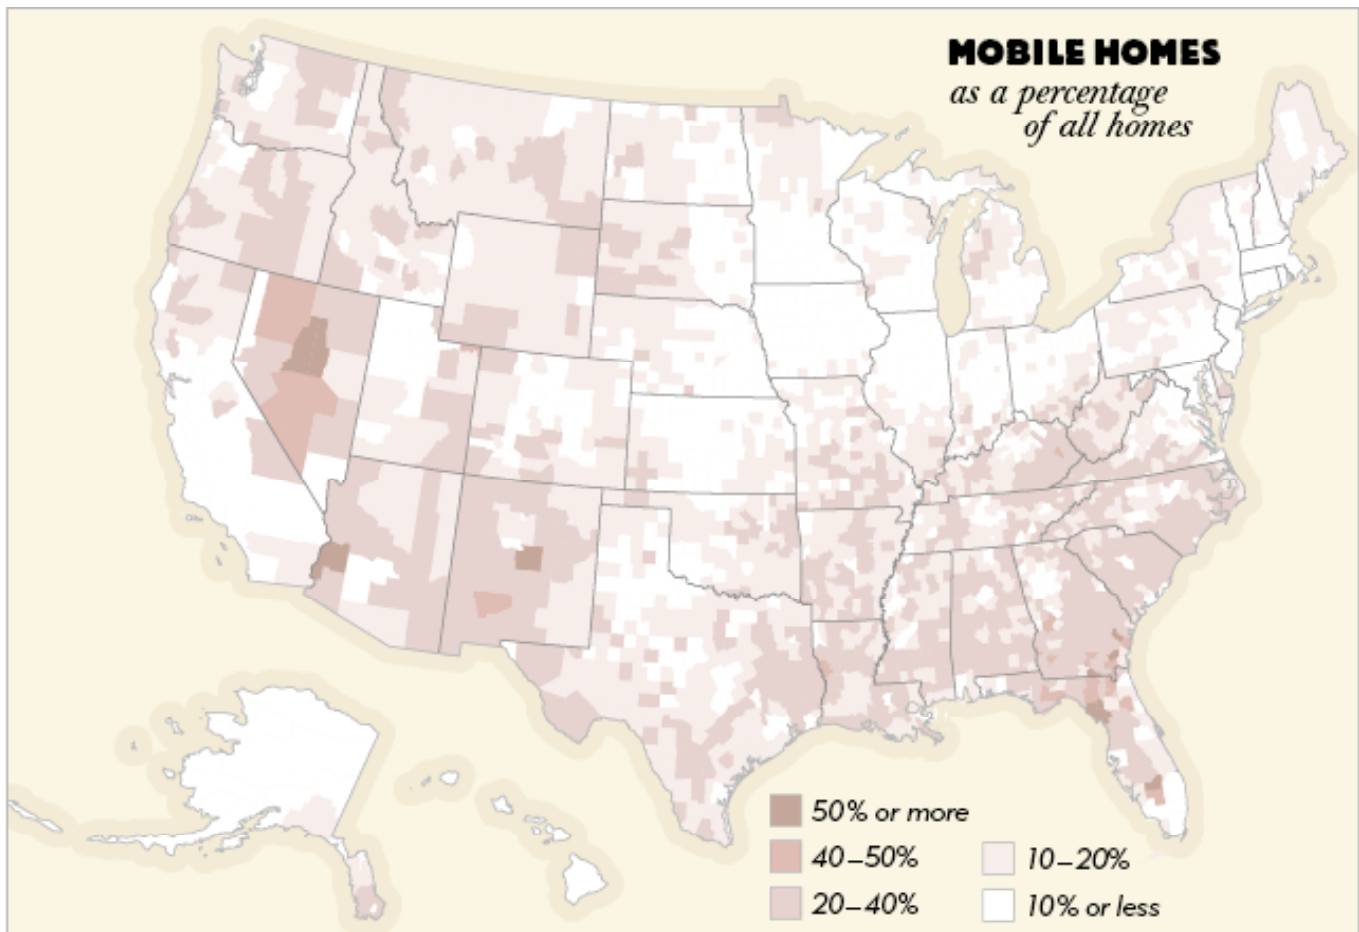 MOBILE HOMES
as a percentage
of all homes
50% or more
40–50%
20–40%
10–20%
10% or less